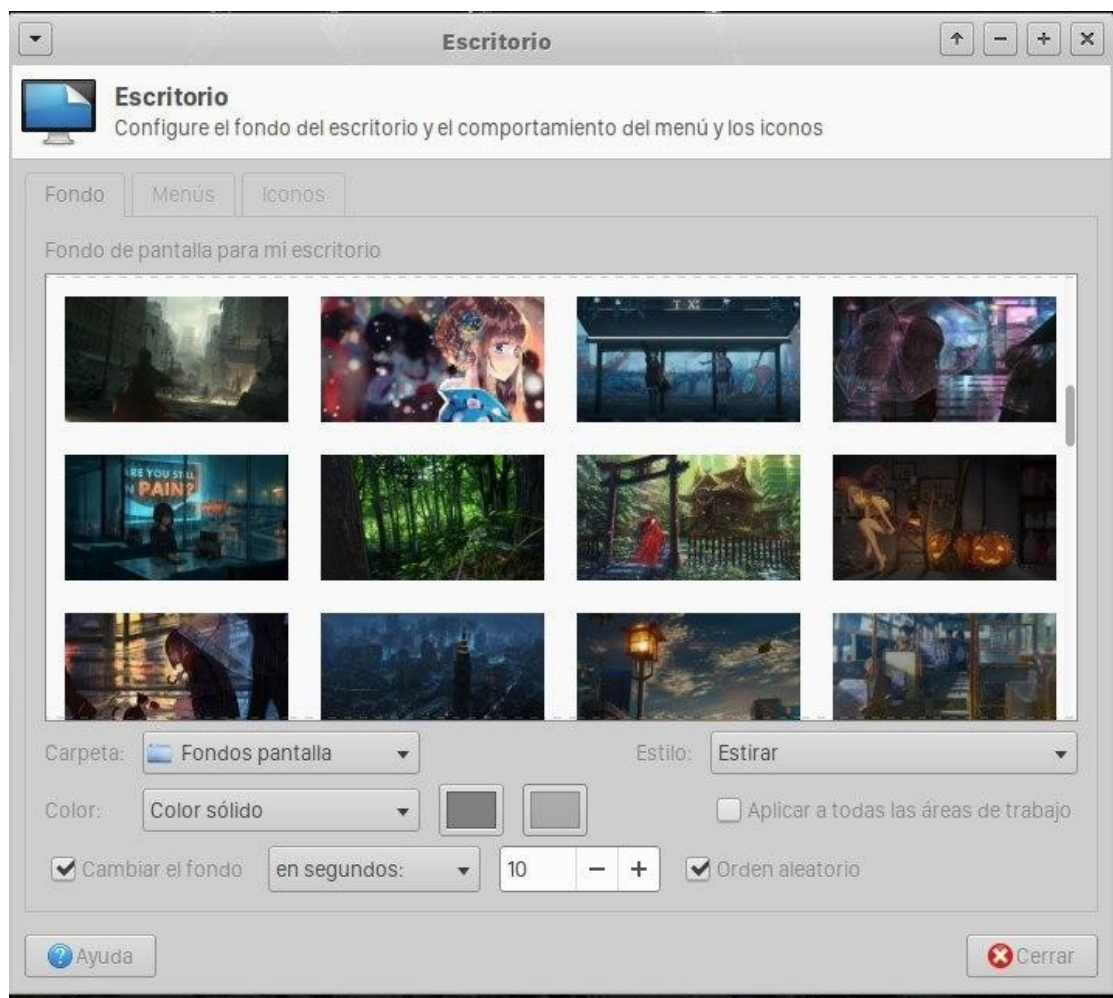 Escritorio
Escritorio
Configure el fondo del escritorio y el comportamiento del menú y los iconos
Fondo Menús Iconos
Fondo de pantalla para mi escritorio
PAIN?
Carpeta: Fondos pantalla Estilo: Estirar
Color: Color sólido Aplicar a todas las áreas de trabajo
Cambiar el fondo en segundos: 10 Orden aleatorio
Ayuda Cerrar